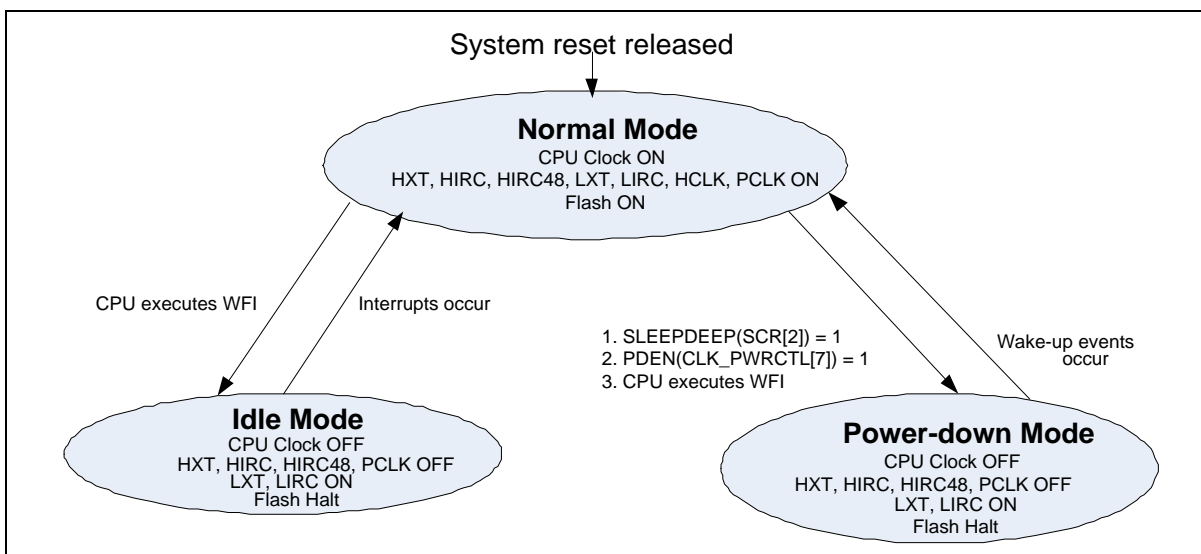 System reset released
Normal Mode
CPU Clock ON
HXT, HIRC, HIRC48, LXT, LIRC, HCLK, PCLK ON
Flash ON
CPU executes WFI
Interrupts occur
1. SLEEPDEEP(SCR[2]) = 1
2. PDEN(CLK_PWRCTL[7]) = 1
3. CPU executes WFI
Wake-up events
occur
Idle Mode
CPU Clock OFF
HXT, HIRC, HIRC48, PCLK OFF
LXT, LIRC ON
Flash Halt
Power-down Mode
CPU Clock OFF
HXT, HIRC, HIRC48, PCLK OFF
LXT, LIRC ON
Flash Halt